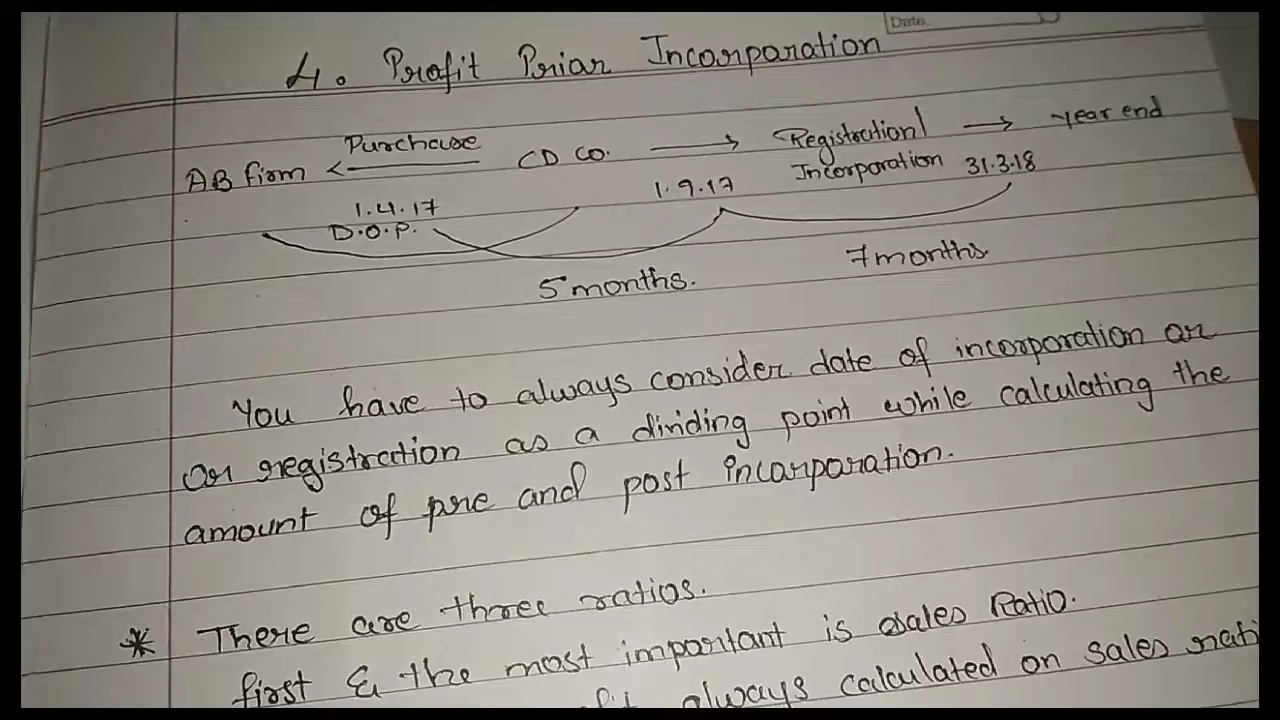 Date.
4. Profit Prior Incorporation
AB firm ← Purchase CD CO. → Registration/ → Year end
1.4.17 1.9.17 Incorporation 31.3.18
D.O.P.
5 months. 7 months.
You have to always consider date of incorporation or
or registration as a dividing point while calculating the
amount of pre and post incorporation.
* There are three ratios.
first & the most important is sales Ratio.
always calculated on sales rati